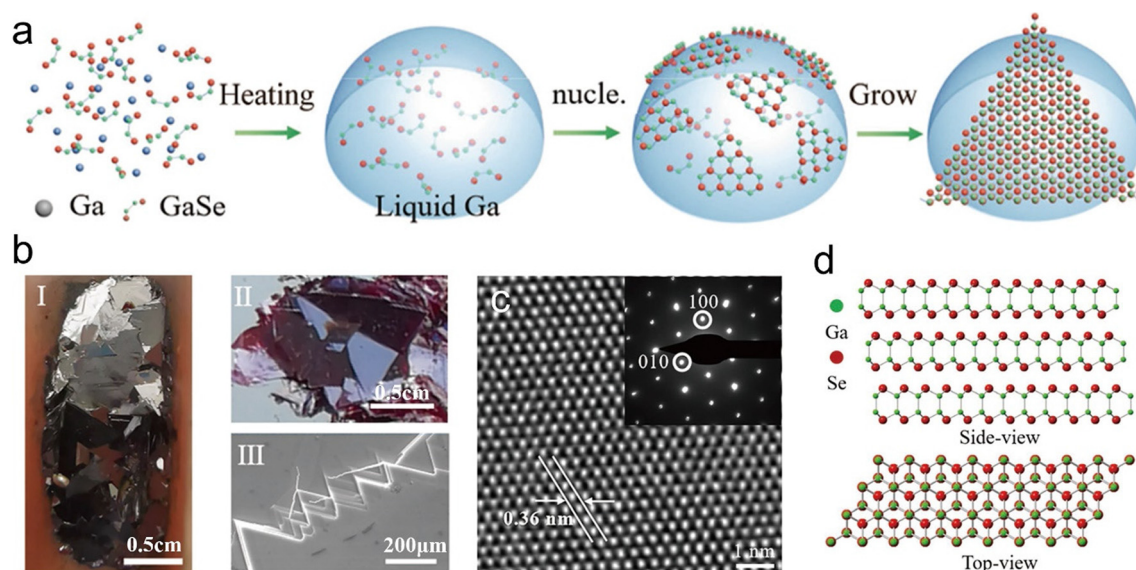 a
Heating
nucle.
Grow
Ga
GaSe
Liquid Ga
b
I
0.5cm
II
0.5cm
III
200μm
c
100
010
0.36 nm
1 nm
d
Ga
Se
Side-view
Top-view